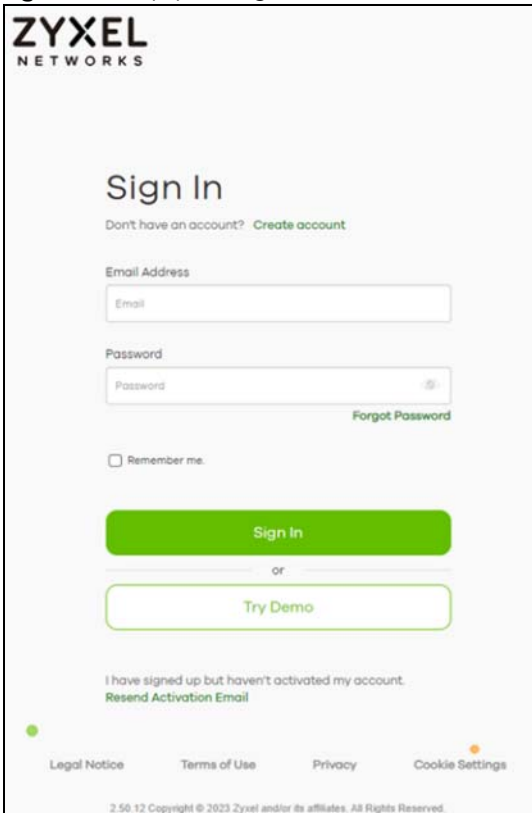 ZYXEL
NETWORKS
Sign In
Don't have an account? Create account
Email Address
Email
Password
Password
Forgot Password
Remember me.
Sign In
or
Try Demo
I have signed up but haven't activated my account.
Resend Activation Email
Legal Notice Terms of Use Privacy Cookie Settings
2.50.12 Copyright © 2023 Zyxel and/or its affiliates. All Rights Reserved.